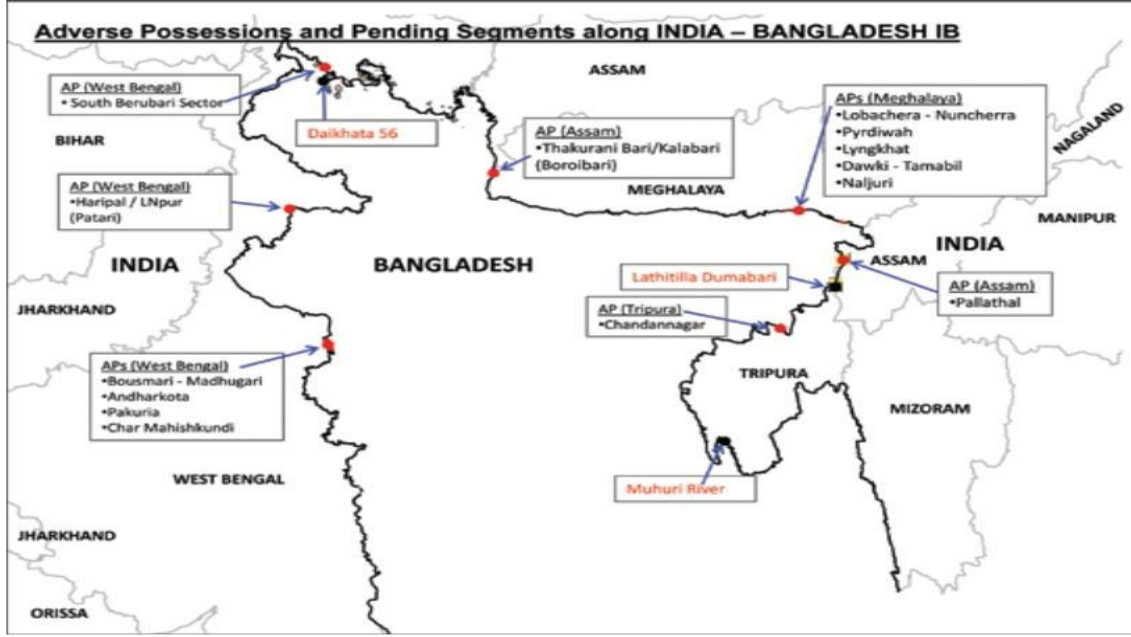 Adverse Possessions and Pending Segments along INDIA – BANGLADESH IB
AP (West Bengal)
• South Berubari Sector
Daikhata 56
ASSAM
APs (Meghalaya)
•Lobachera - Nuncherra
•Pyrdiwah
•Lyngkhat
•Dawki - Tamabil
•Naljuri
NAGALAND
BIHAR
AP (Assam)
•Thakurani Bari/Kalabari
(Boroibari)
AP (West Bengal)
•Haripal / LNpur
(Patari)
MEGHALAYA
MANIPUR
INDIA
BANGLADESH
INDIA
ASSAM
Lathitilla Dumabari
AP (Assam)
•Pallathal
JHARKHAND
AP (Tripura)
•Chandannagar
APs (West Bengal)
•Bousmari - Madhugari
•Andharkota
•Pakuria
•Char Mahishkundi
TRIPURA
MIZORAM
WEST BENGAL
Muhuri River
JHARKHAND
ORISSA